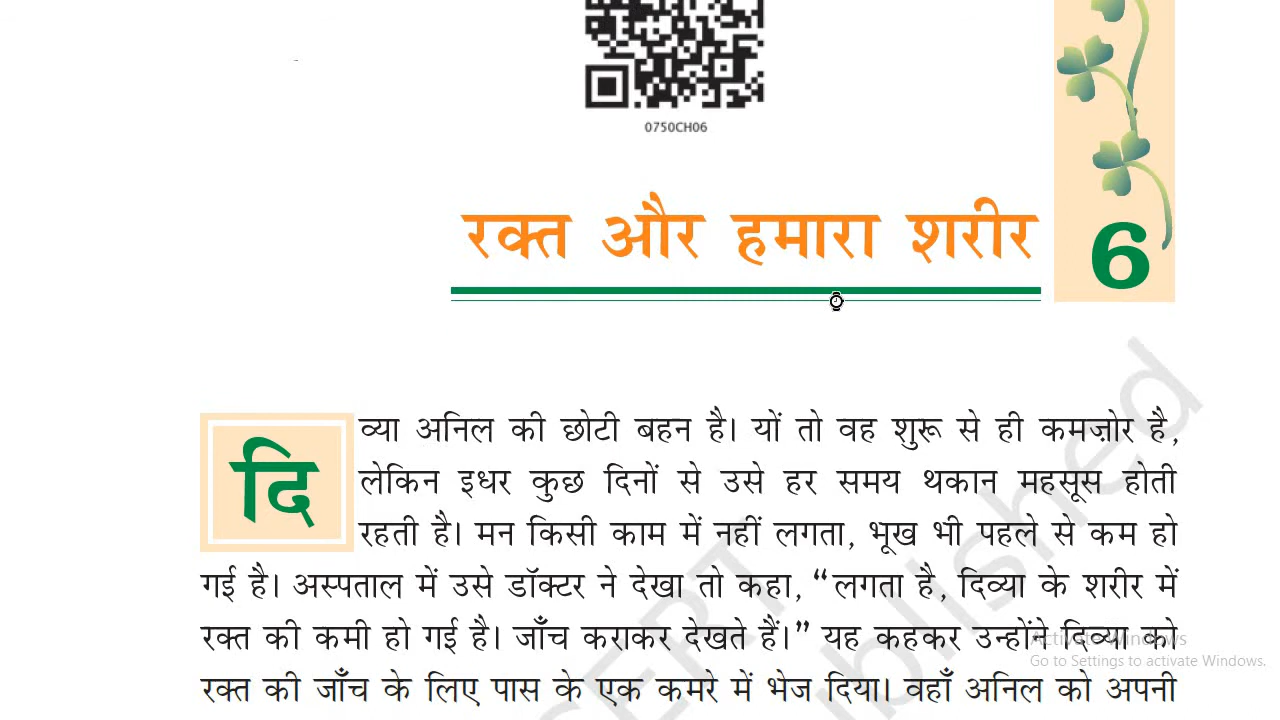 0750CH06
रक्त और हमारा शरीर
6
दिव्या अनिल की छोटी बहन है। यों तो वह शुरू से ही कमज़ोर है,
लेकिन इधर कुछ दिनों से उसे हर समय थकान महसूस होती
रहती है। मन किसी काम में नहीं लगता, भूख भी पहले से कम हो
गई है। अस्पताल में उसे डॉक्टर ने देखा तो कहा, “लगता है, दिव्या के शरीर में
रक्त की कमी हो गई है। जाँच कराकर देखते हैं।” यह कहकर उन्होंने दिव्या को
रक्त की जाँच के लिए पास के एक कमरे में भेज दिया। वहाँ अनिल को अपनी
Activate Windows
Go to Settings to activate Windows.